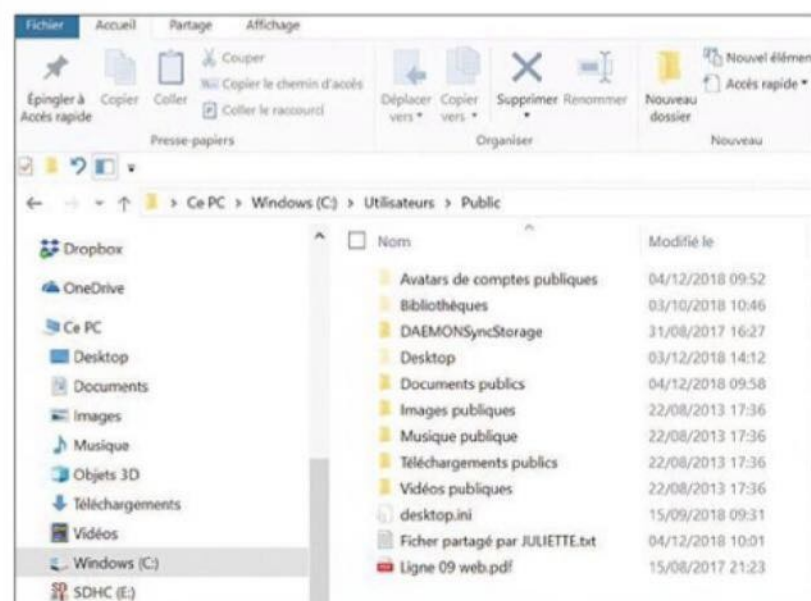 Fichier Accueil Partage Affichage
Épingler à Accès rapide
Copier
Coller
Couper
Copier le chemin d'accès
Coller le raccourci
Presse-papiers
Déplacer vers
Copier vers
Supprimer
Renommer
Organiser
Nouveau dossier
Nouvel élémen
Accès rapide
Nouveau
Ce PC > Windows (C:) > Utilisateurs > Public
Dropbox
OneDrive
Ce PC
Desktop
Documents
Images
Musique
Objets 3D
Téléchargements
Vidéos
Windows (C:)
SDHC (E:)
Nom Modifié le
Avatars de comptes publiques 04/12/2018 09:52
Bibliothèques 03/10/2018 10:46
DAEMONSyncStorage 31/08/2017 16:27
Desktop 03/12/2018 14:12
Documents publics 04/12/2018 09:58
Images publiques 22/08/2013 17:36
Musique publique 22/08/2013 17:36
Téléchargements publics 22/08/2013 17:36
Vidéos publiques 22/08/2013 17:36
desktop.ini 15/09/2018 09:31
Ficher partagé par JULIETTE.txt 04/12/2018 10:01
Ligne 09 web.pdf 15/08/2017 21:23